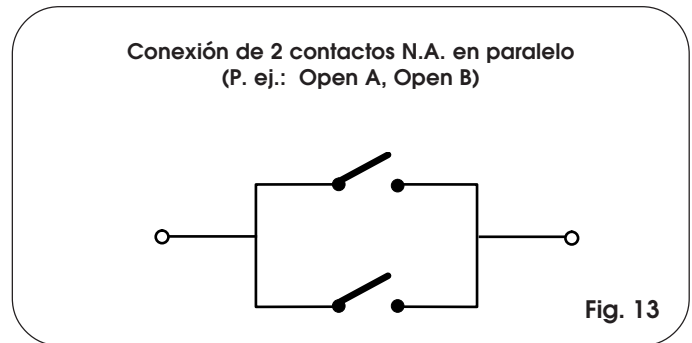 Conexión de 2 contactos N.A. en paralelo
(P. ej.: Open A, Open B)
Fig. 13